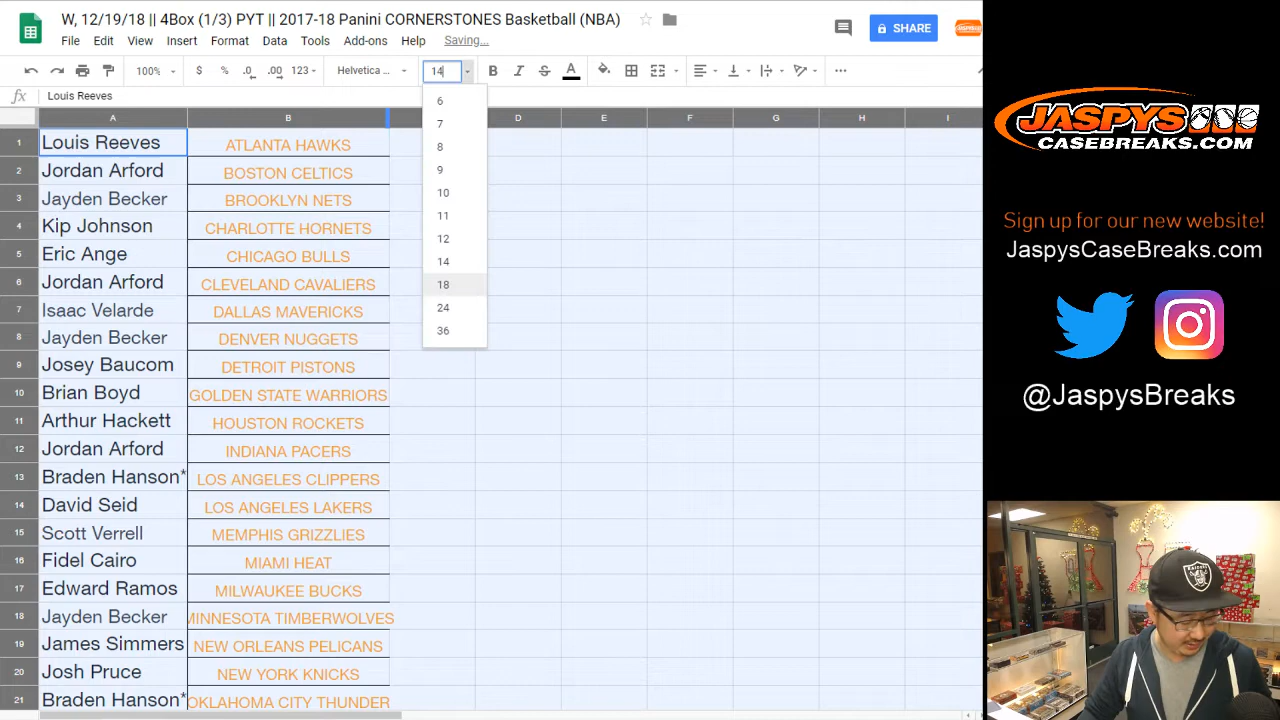 W, 12/19/18 || 4Box (1/3) PYT || 2017-18 Panini CORNERSTONES Basketball (NBA)
File Edit View Insert Format Data Tools Add-ons Help Saving...
SHARE
100% $ % .0 .00 123 Helvetica ... 14 B I S A
fx Louis Reeves
A B D E F G H I
1 Louis Reeves ATLANTA HAWKS
2 Jordan Arford BOSTON CELTICS
3 Jayden Becker BROOKLYN NETS
4 Kip Johnson CHARLOTTE HORNETS
5 Eric Ange CHICAGO BULLS
6 Jordan Arford CLEVELAND CAVALIERS
7 Isaac Velarde DALLAS MAVERICKS
8 Jayden Becker DENVER NUGGETS
9 Josey Baucom DETROIT PISTONS
10 Brian Boyd GOLDEN STATE WARRIORS
11 Arthur Hackett HOUSTON ROCKETS
12 Jordan Arford INDIANA PACERS
13 Braden Hanson* LOS ANGELES CLIPPERS
14 David Seid LOS ANGELES LAKERS
15 Scott Verrell MEMPHIS GRIZZLIES
16 Fidel Cairo MIAMI HEAT
17 Edward Ramos MILWAUKEE BUCKS
18 Jayden Becker MINNESOTA TIMBERWOLVES
19 James Simmers NEW ORLEANS PELICANS
20 Josh Pruce NEW YORK KNICKS
21 Braden Hanson* OKLAHOMA CITY THUNDER
6
7
8
9
10
11
12
14
18
24
36
JASPYS
CASEBREAKS.COM
Sign up for our new website!
JaspysCaseBreaks.com
@JaspysBreaks
RAIDERS